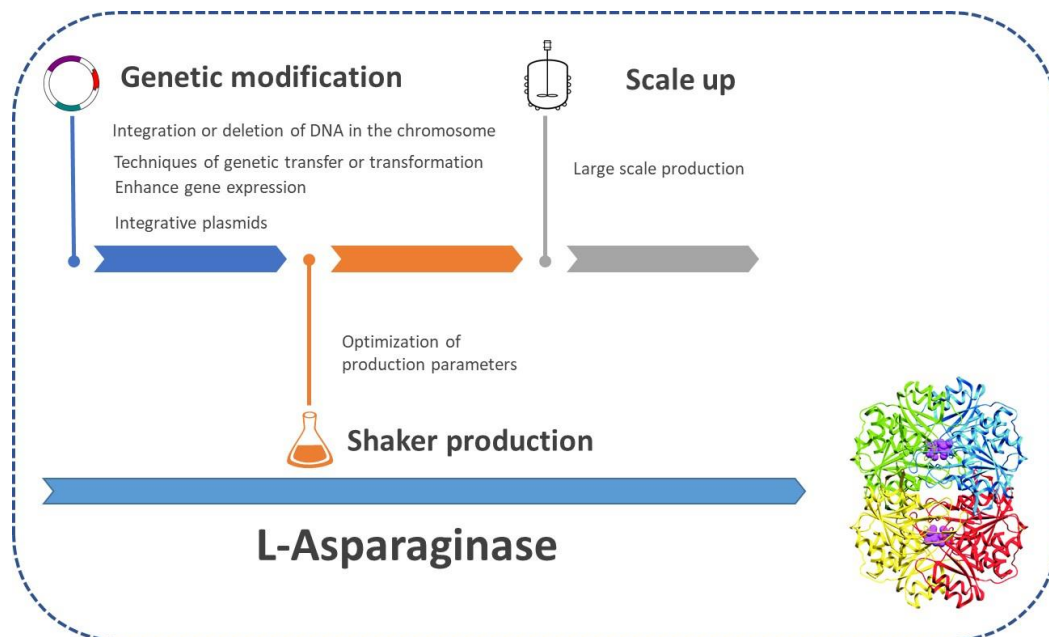 Genetic modification
Integration or deletion of DNA in the chromosome
Techniques of genetic transfer or transformation
Enhance gene expression
Integrative plasmids
Scale up
Large scale production
Optimization of
production parameters
Shaker production
L-Asparaginase